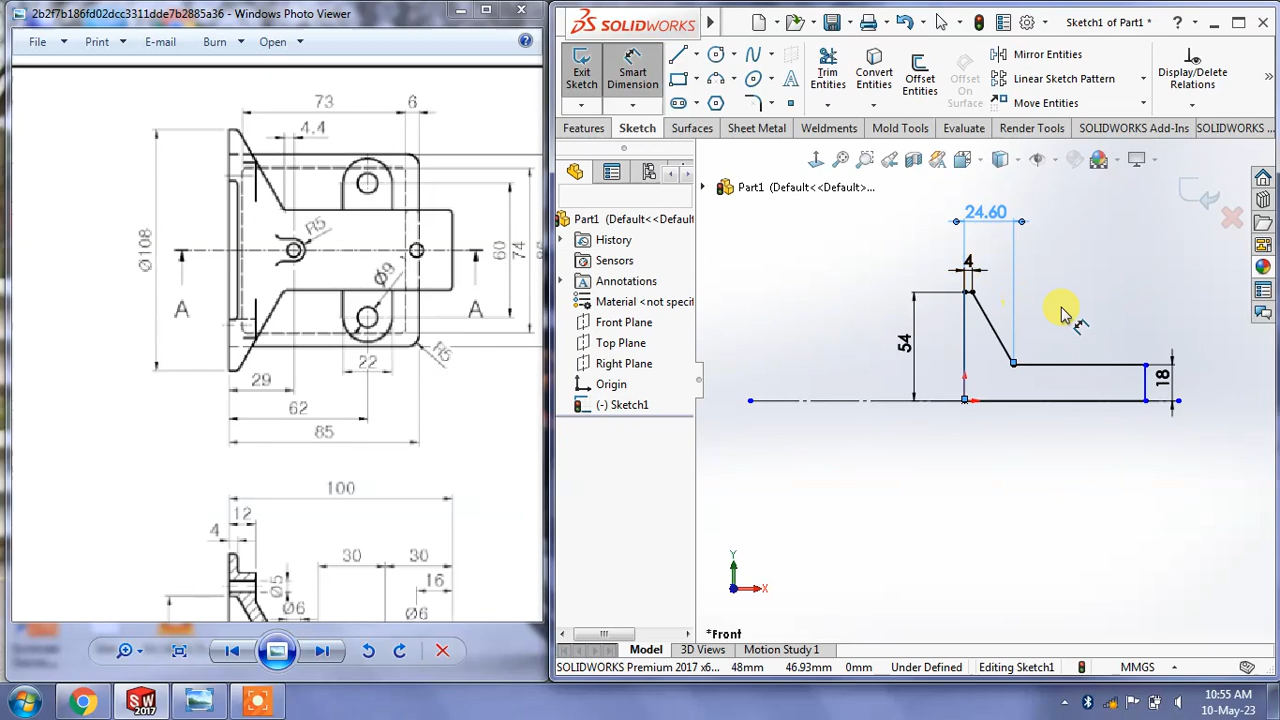 2b2f7b186fd02dcc3311dde7b2885a36 - Windows Photo Viewer
File Print E-mail Burn Open
73 6
4.4
R5
Ø108
60
74
A A
Ø9
R5
22
29
62
85
100
12
4
30 30
16
Ø5
Ø6 Ø6
SOLIDWORKS
Sketch1 of Part1 *
Exit Sketch
Smart Dimension
Trim Entities
Convert Entities
Offset Entities
Offset On Surface
Mirror Entities
Linear Sketch Pattern
Move Entities
Display/Delete Relations
Features Sketch Surfaces Sheet Metal Weldments Mold Tools Evaluate Render Tools SOLIDWORKS Add-Ins SOLIDWORKS ...
Part1 (Default<<Default>...
Part1 (Default<<Default>
History
Sensors
Annotations
Material <not speci
Front Plane
Top Plane
Right Plane
Origin
(-) Sketch1
24.60
4
54
18
Y
X
*Front
Model 3D Views Motion Study 1
SOLIDWORKS Premium 2017 x6... 48mm 46.93mm 0mm Under Defined Editing Sketch1 MMGS
SW 2017
10:55 AM
10-May-23